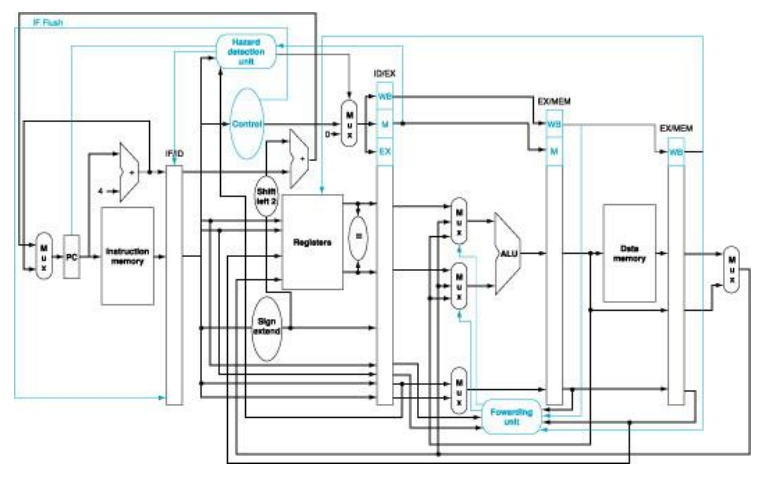 IF Flush
Hazard
detection
unit
ID/EX
WB
EX/MEM
Control
M
u
x
M
WB
EX/MEM
0
IF/ID
EX
M
WB
+
+
4
Shift
left 2
M
u
x
Registers
=
M
u
x
PC
Instruction
memory
ALU
Data
memory
M
u
x
M
u
x
Sign
extend
M
u
x
Fowarding
unit